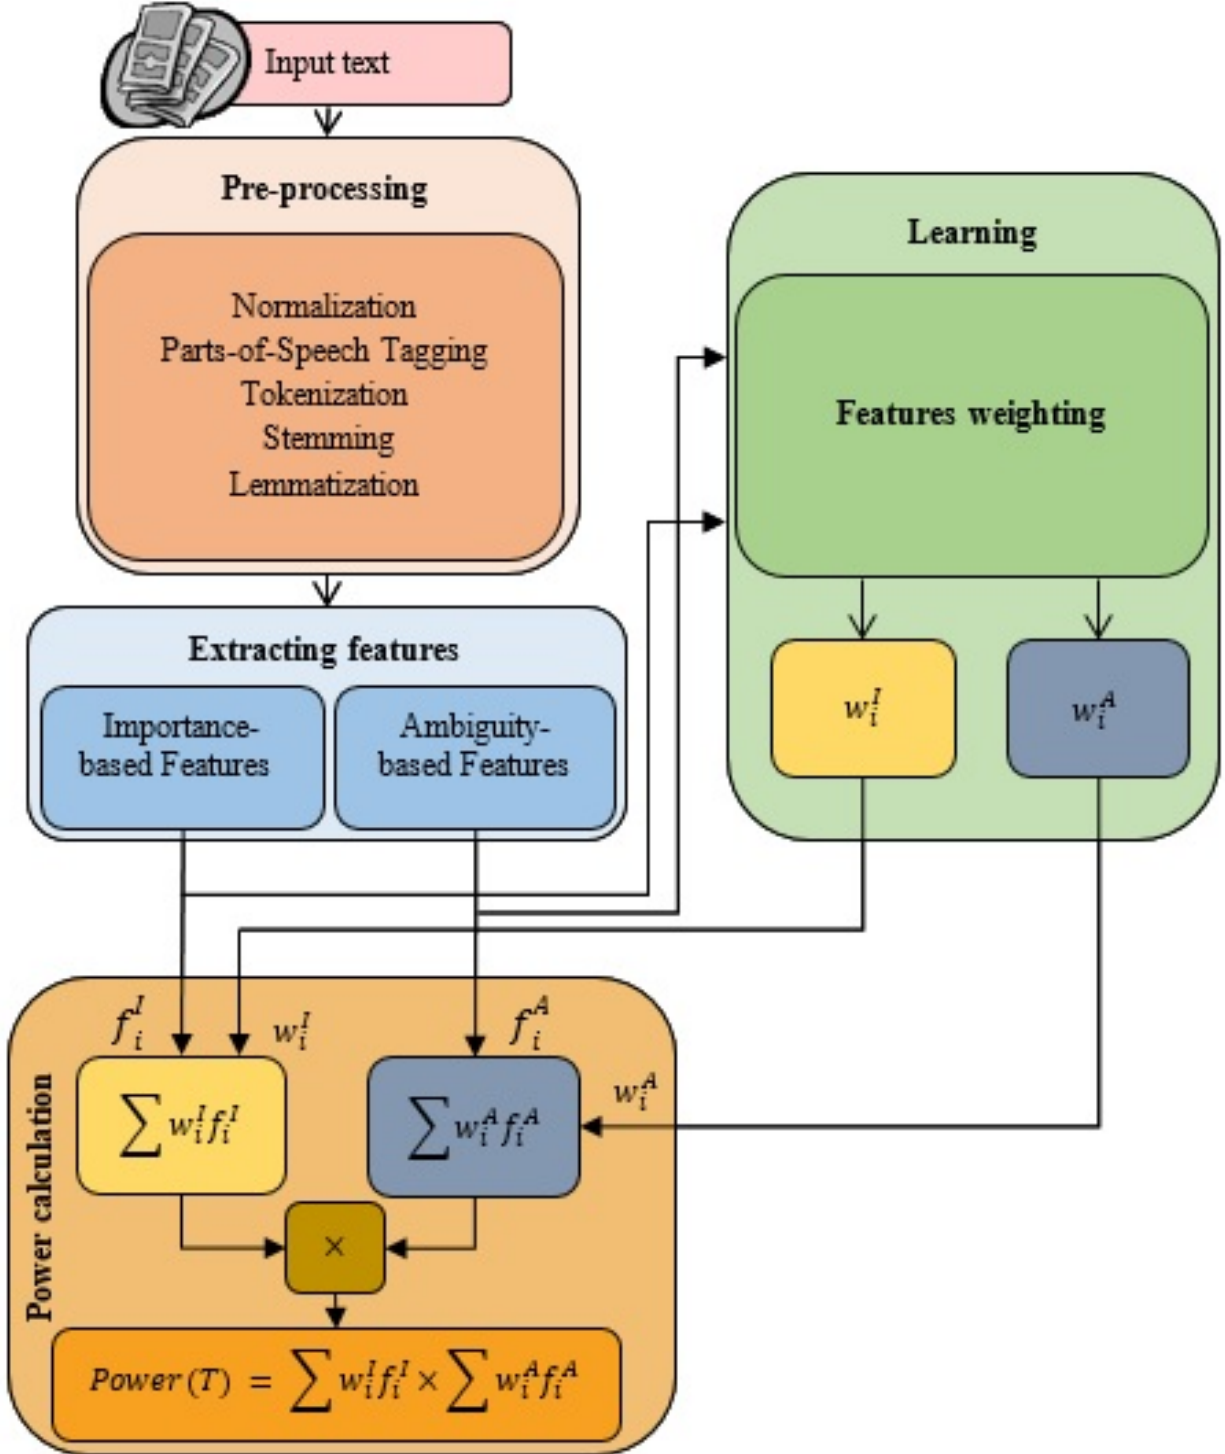 Input text
Pre-processing
Normalization
Parts-of-Speech Tagging
Tokenization
Stemming
Lemmatization
Learning
Features weighting
w_i^I
w_i^A
Extracting features
Importance-
based Features
Ambiguity-
based Features
f_i^I
w_i^I
f_i^A
w_i^A
∑ w_i^I f_i^I
∑ w_i^A f_i^A
×
Power calculation
Power (T) = ∑ w_i^I f_i^I × ∑ w_i^A f_i^A